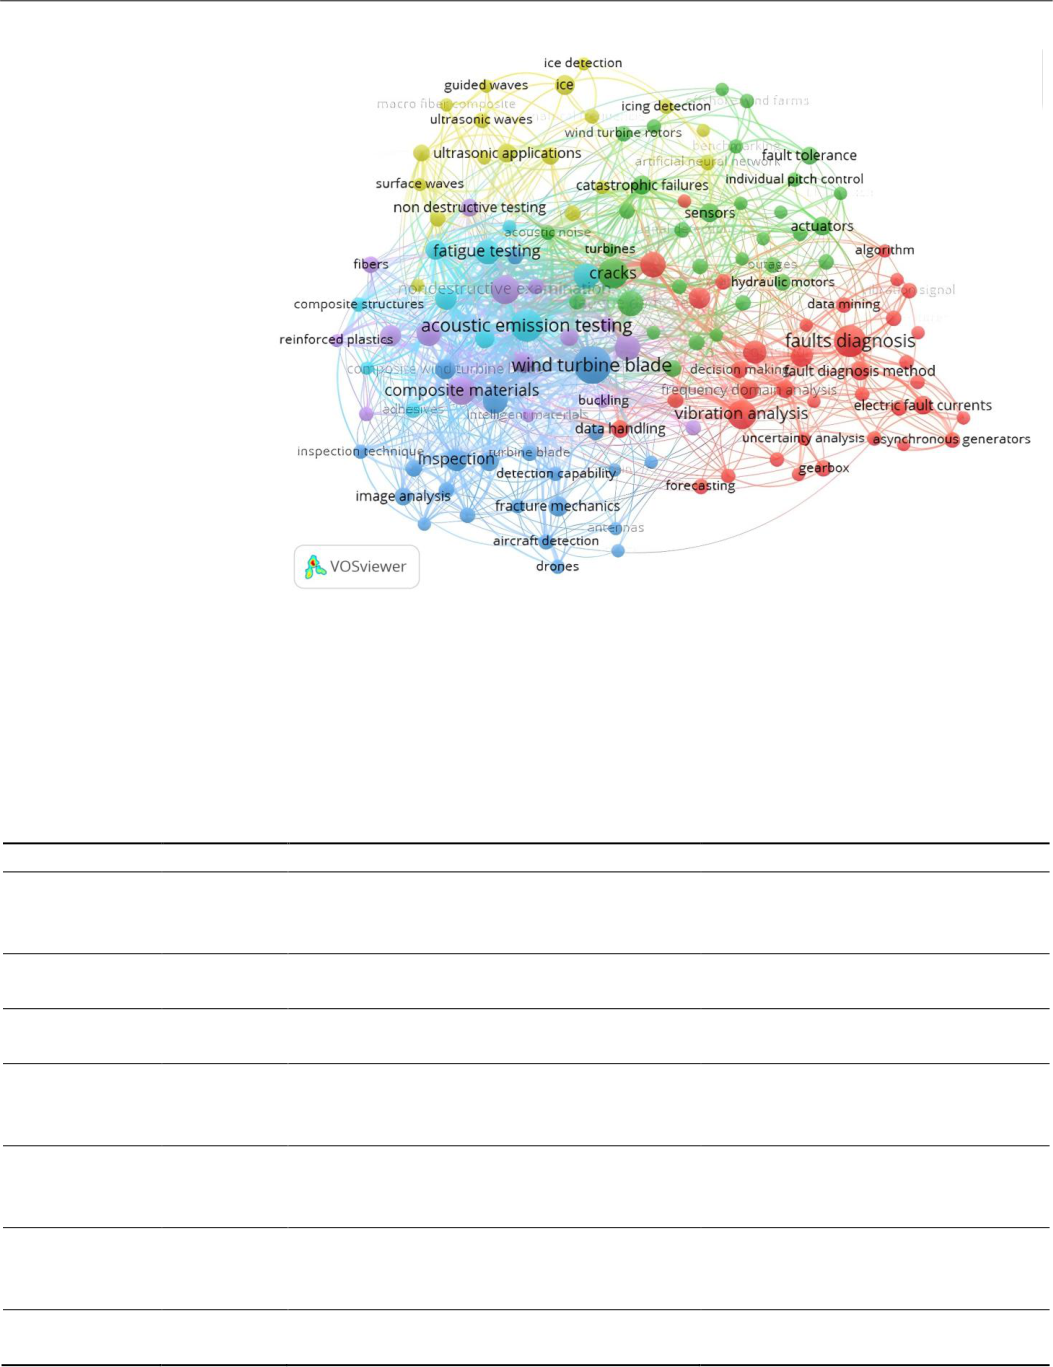 ice detection
guided waves
ice
macro fiber composite
icing detection
ultrasonic waves
wind turbine rotors
benchmarking
ultrasonic applications
fault tolerance
artificial neural network
surface waves
catastrophic failures
individual pitch control
non destructive testing
sensors
actuators
acoustic noise
fatigue testing
turbines
algorithm
fibers
cracks
outages
hydraulic motors
nondestructive examination
composite structures
data mining
acoustic emission testing
reinforced plastics
faults diagnosis
wind turbine blade
composite wind turbine
decision making
fault diagnosis method
composite materials
frequency domain analysis
buckling
adhesives
intelligent materials
vibration analysis
electric fault currents
data handling
uncertainty analysis
asynchronous generators
inspection technique
inspection
turbine blade
detection capability
gearbox
forecasting
image analysis
fracture mechanics
antennas
aircraft detection
drones
VOSviewer